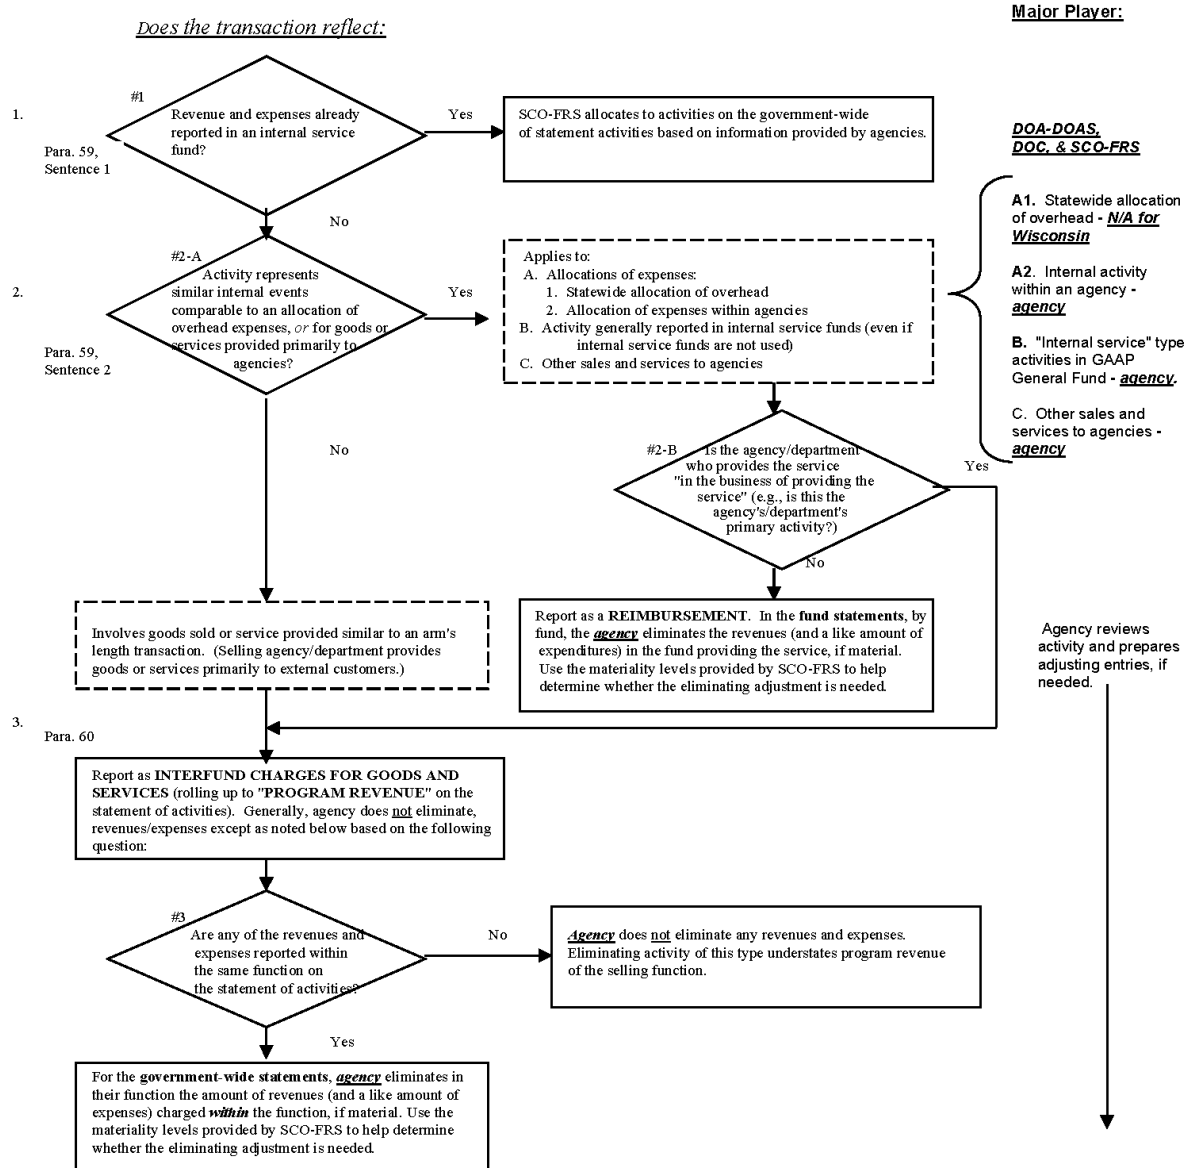 Does the transaction reflect:
Major Player:
1.
#1
Revenue and expenses already
reported in an internal service
fund?
Para. 59,
Sentence 1
Yes
SCO-FRS allocates to activities on the government-wide
of statement activities based on information provided by agencies.
DOA-DOAS,
DOC, & SCO-FRS
No
A1. Statewide allocation
of overhead - N/A for
Wisconsin
A2. Internal activity
within an agency -
agency
B. "Internal service" type
activities in GAAP
General Fund - agency.
C. Other sales and
services to agencies -
agency
2.
#2-A
Activity represents
similar internal events
comparable to an allocation of
overhead expenses, or for goods or
services provided primarily to
agencies?
Para. 59,
Sentence 2
Yes
Applies to:
A. Allocations of expenses:
1. Statewide allocation of overhead
2. Allocation of expenses within agencies
B. Activity generally reported in internal service funds (even if
internal service funds are not used)
C. Other sales and services to agencies
No
#2-B
Is the agency/department
who provides the service
"in the business of providing the
service" (e.g., is this the
agency's/department's
primary activity?)
Yes
No
Involves goods sold or service provided similar to an arm's
length transaction. (Selling agency/department provides
goods or services primarily to external customers.)
Report as a REIMBURSEMENT. In the fund statements, by
fund, the agency eliminates the revenues (and a like amount of
expenditures) in the fund providing the service, if material.
Use the materiality levels provided by SCO-FRS to help
determine whether the eliminating adjustment is needed.
Agency reviews
activity and prepares
adjusting entries, if
needed.
3.
Para. 60
Report as INTERFUND CHARGES FOR GOODS AND
SERVICES (rolling up to "PROGRAM REVENUE" on the
statement of activities). Generally, agency does not eliminate,
revenues/expenses except as noted below based on the following
question:
#3
Are any of the revenues and
expenses reported within
the same function on
the statement of activities?
No
Agency does not eliminate any revenues and expenses.
Eliminating activity of this type understates program revenue
of the selling function.
Yes
For the government-wide statements, agency eliminates in
their function the amount of revenues (and a like amount of
expenses) charged within the function, if material. Use the
materiality levels provided by SCO-FRS to help determine
whether the eliminating adjustment is needed.